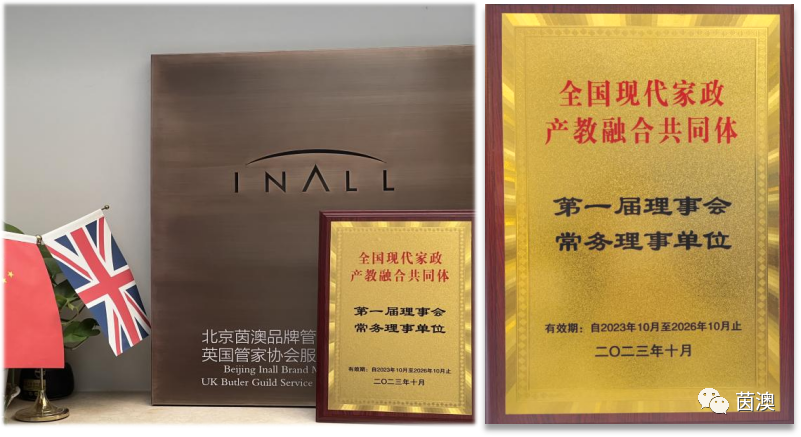 INALL
北京茵澳品牌管
英国管家协会服
Beijing Inall Brand
UK Butler Guild Service
全国现代家政
产教融合共同体
第一届理事会
常务理事单位
有效期：自2023年10月至2026年10月止
二〇二三年十月
全国现代家政
产教融合共同体
第一届理事会
常务理事单位
有效期：自2023年10月至2026年10月止
二〇二三年十月
茵澳